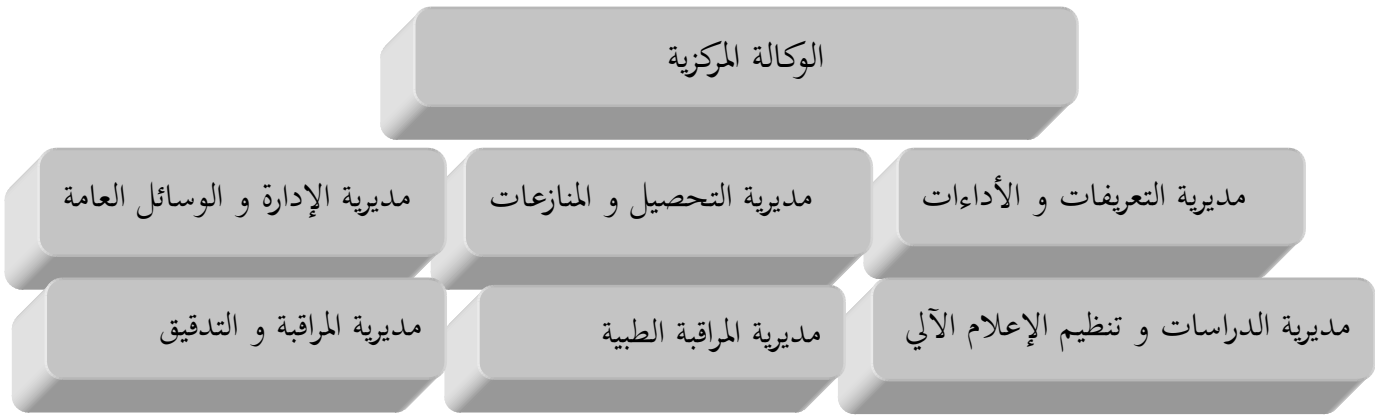 الوكالة المركزية
مديرية التعريفات و الأداءات
مديرية التحصيل و المنازعات
مديرية الإدارة و الوسائل العامة
مديرية الدراسات و تنظيم الإعلام الآلي
مديرية المراقبة الطبية
مديرية المراقبة و التدقيق